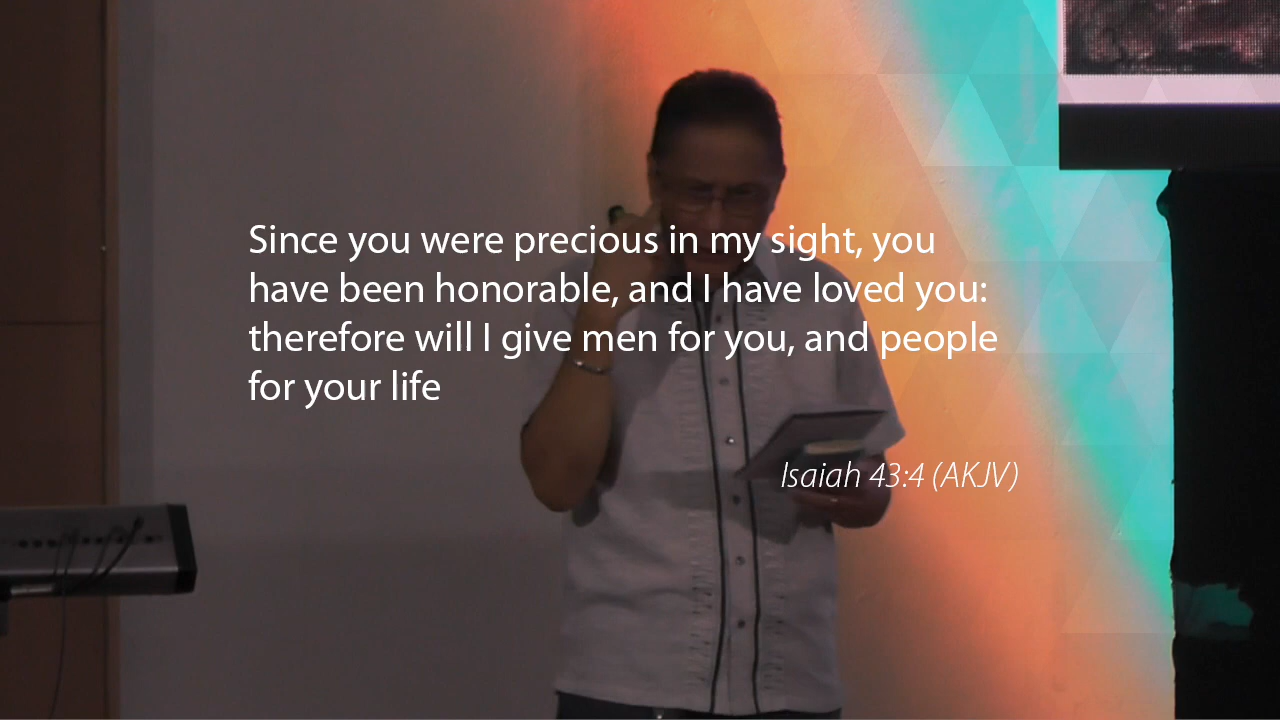 Since you were precious in my sight, you
have been honorable, and I have loved you:
therefore will I give men for you, and people
for your life
Isaiah 43:4 (AKJV)